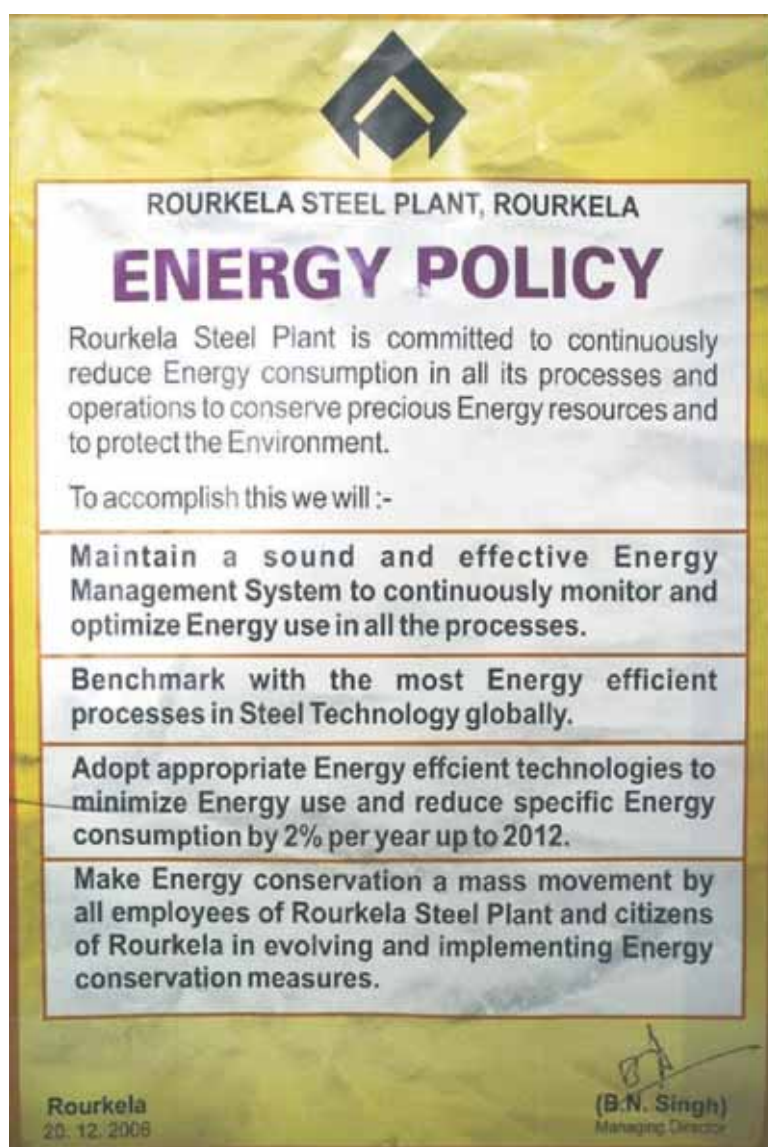 ROURKELA STEEL PLANT, ROURKELA
ENERGY POLICY
Rourkela Steel Plant is committed to continuously
reduce Energy consumption in all its processes and
operations to conserve precious Energy resources and
to protect the Environment.
To accomplish this we will :-
Maintain a sound and effective Energy
Management System to continuously monitor and
optimize Energy use in all the processes.
Benchmark with the most Energy efficient
processes in Steel Technology globally.
Adopt appropriate Energy effcient technologies to
minimize Energy use and reduce specific Energy
consumption by 2% per year up to 2012.
Make Energy conservation a mass movement by
all employees of Rourkela Steel Plant and citizens
of Rourkela in evolving and implementing Energy
conservation measures.
Rourkela
20. 12. 2006
(B.N. Singh)
Managing Director